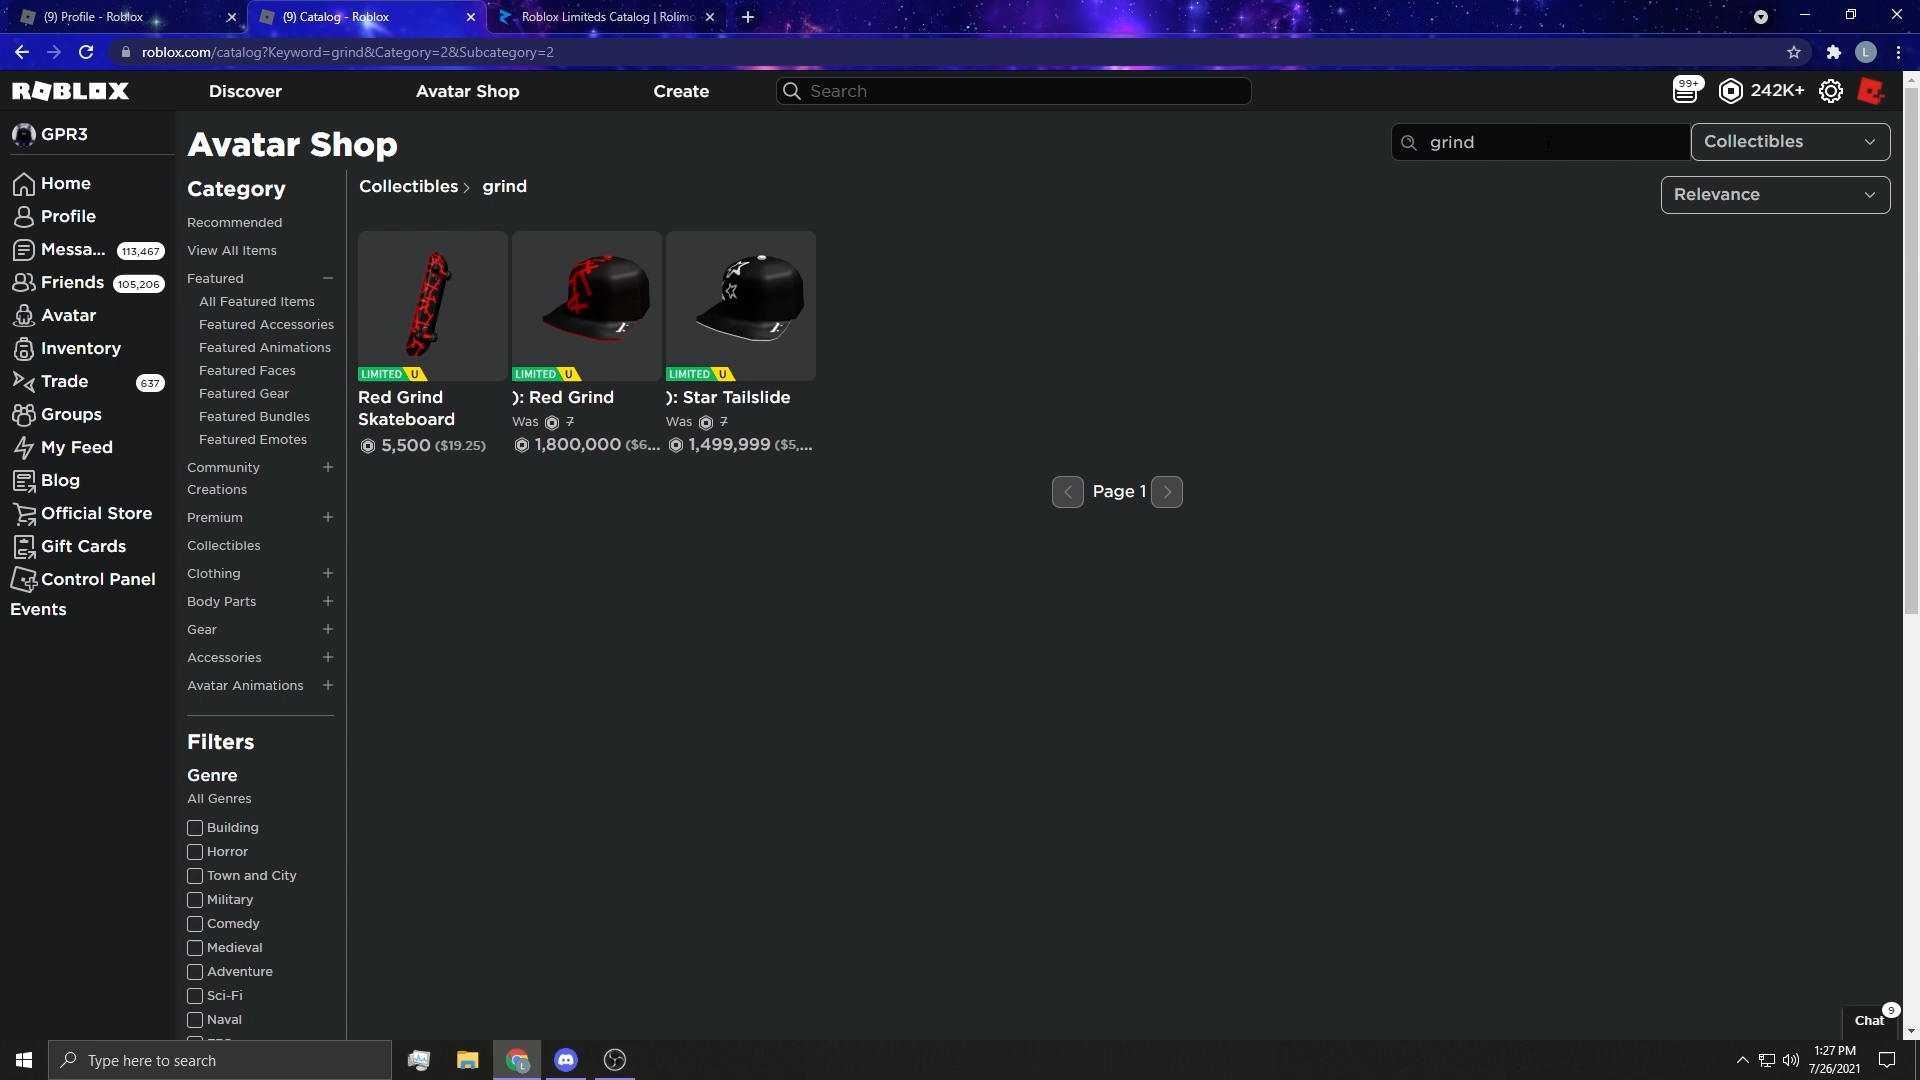 (9) Profile - Roblox
(9) Catalog - Roblox
Roblox Limiteds Catalog | Rolimo
roblox.com/catalog?Keyword=grind&Category=2&Subcategory=2
L
ROBLOX
Discover
Avatar Shop
Create
Search
99+
242K+
GPR3
Home
Profile
Messa... 113,467
Friends 105,206
Avatar
Inventory
Trade 637
Groups
My Feed
Blog
Official Store
Gift Cards
Control Panel
Events
Avatar Shop
grind
Collectibles
Category
Recommended
View All Items
Featured
All Featured Items
Featured Accessories
Featured Animations
Featured Faces
Featured Gear
Featured Bundles
Featured Emotes
Community
Creations
Premium
Collectibles
Clothing
Body Parts
Gear
Accessories
Avatar Animations
Filters
Genre
All Genres
Building
Horror
Town and City
Military
Comedy
Medieval
Adventure
Sci-Fi
Naval
Collectibles > grind
Relevance
LIMITED U
Red Grind
Skateboard
5,500 ($19.25)
LIMITED U
): Red Grind
Was 7
1,800,000 ($6...
LIMITED U
): Star Tailslide
Was 7
1,499,999 ($5,...
Page 1
Chat 9
Type here to search
1:27 PM
7/26/2021